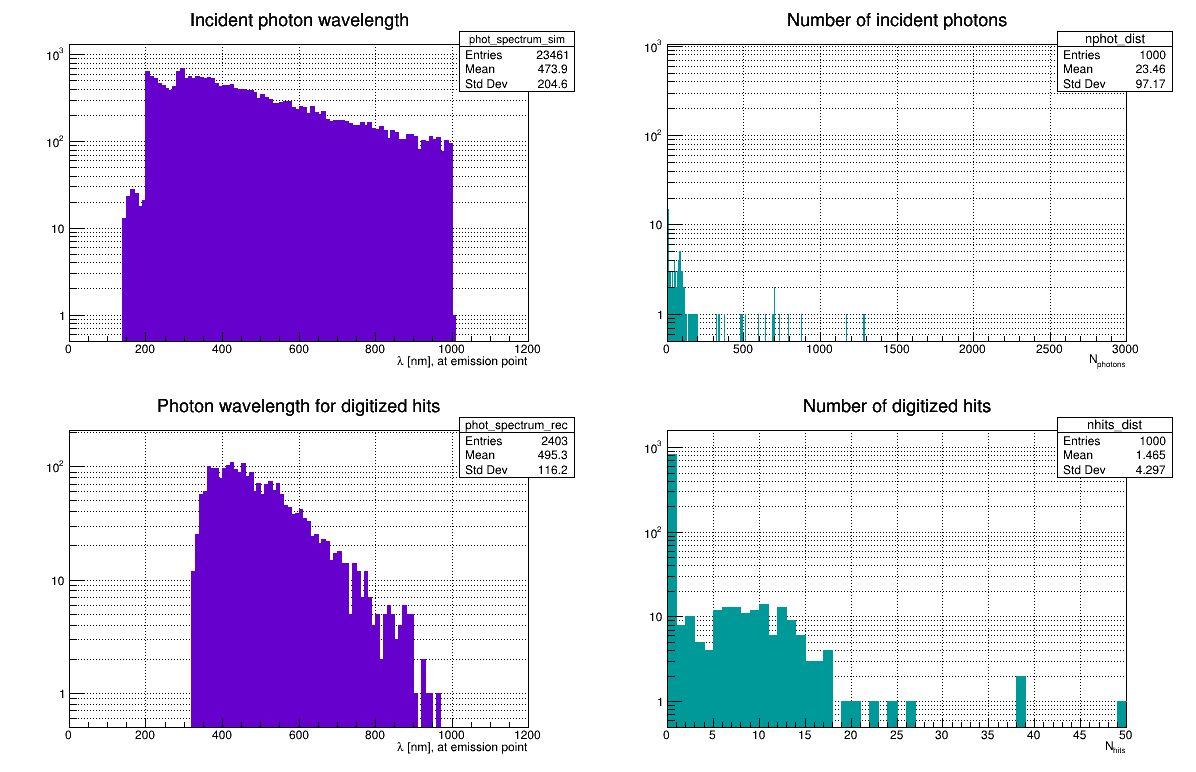 Incident photon wavelength
phot_spectrum_sim
Entries 23461
Mean 473.9
Std Dev 204.6
10³
10²
10
1
0 200 400 600 800 1000 1200
λ [nm], at emission point
Number of incident photons
nphot_dist
Entries 1000
Mean 23.46
Std Dev 97.17
10³
10²
10
1
0 500 1000 1500 2000 2500 3000
Nphotons
Photon wavelength for digitized hits
phot_spectrum_rec
Entries 2403
Mean 495.3
Std Dev 116.2
10²
10
1
0 200 400 600 800 1000 1200
λ [nm], at emission point
Number of digitized hits
nhits_dist
Entries 1000
Mean 1.465
Std Dev 4.297
10³
10²
10
1
0 5 10 15 20 25 30 35 40 45 50
Nhits